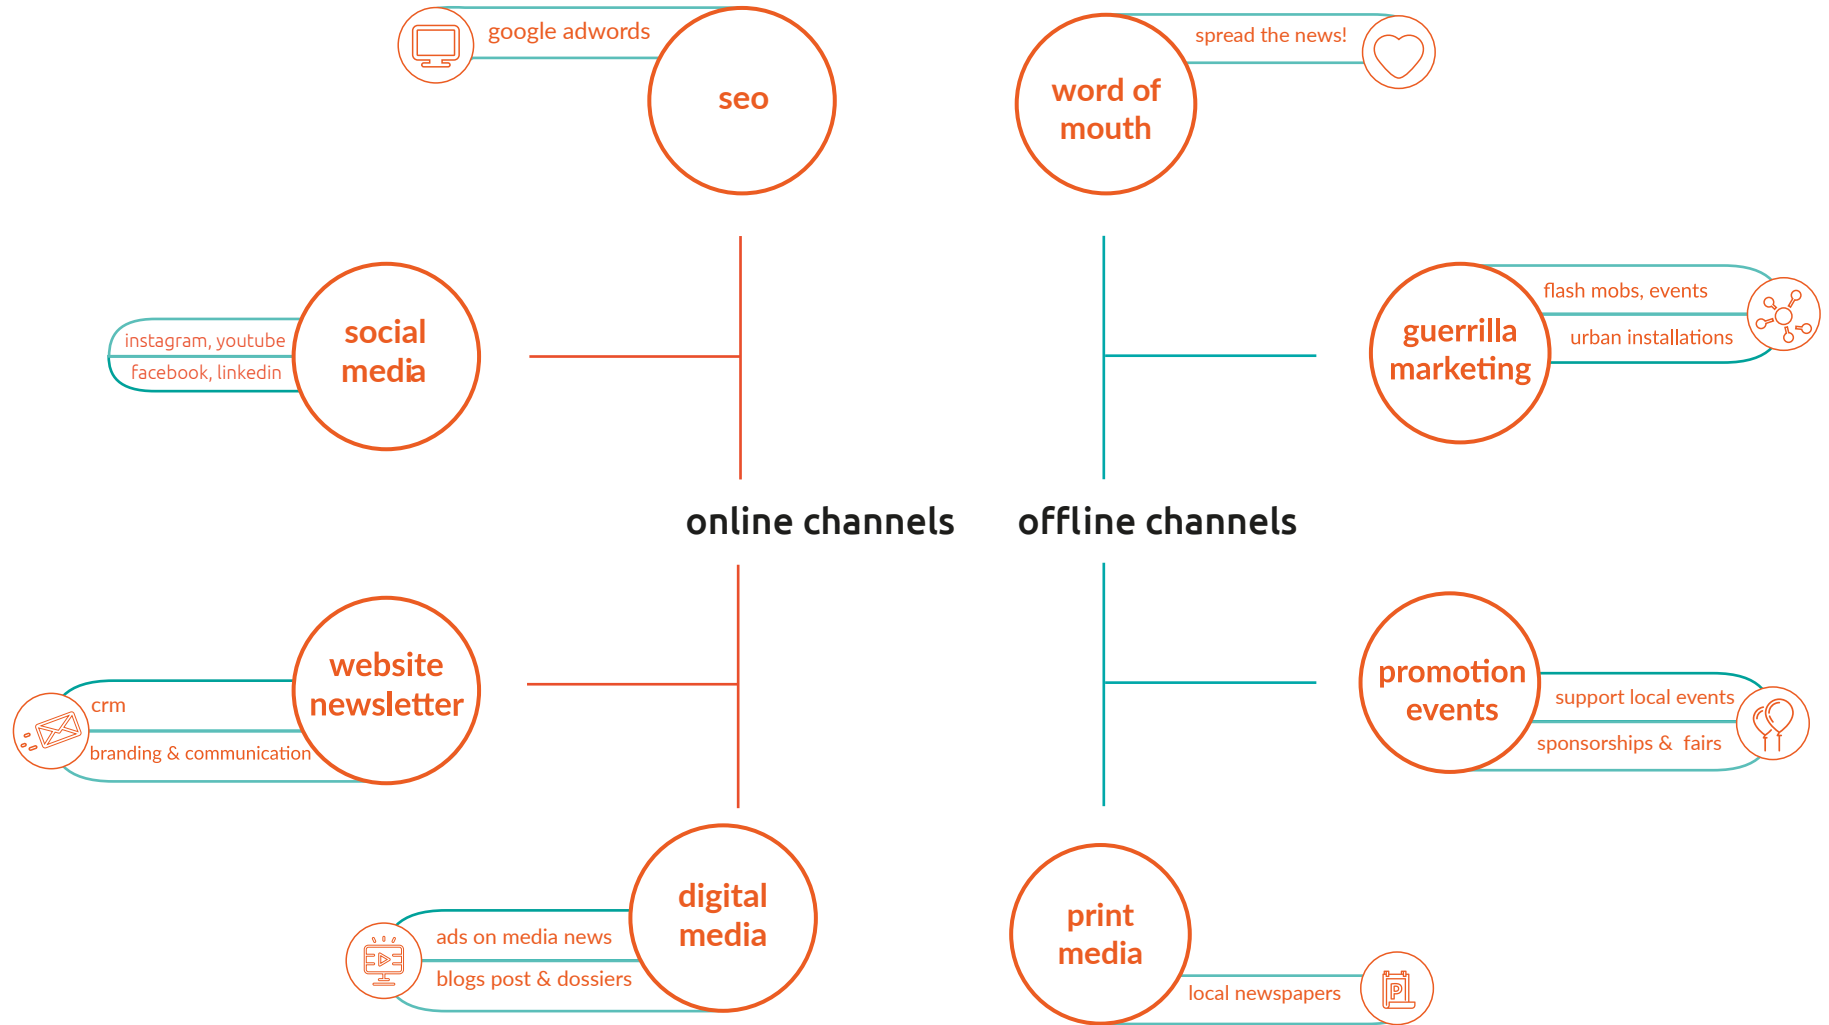 google adwords
seo
spread the news!
word of
mouth
social
media
instagram, youtube
facebook, linkedin
flash mobs, events
urban installations
guerrilla
marketing
online channels
offline channels
website
newsletter
crm
branding & communication
promotion
events
support local events
sponsorships & fairs
digital
media
ads on media news
blogs post & dossiers
print
media
local newspapers
P